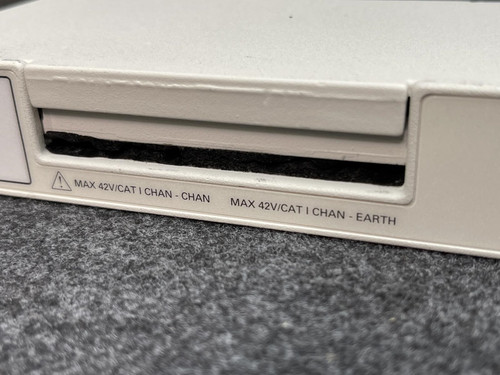 MAX 42V/CAT I CHAN - CHAN MAX 42V/CAT I CHAN - EARTH